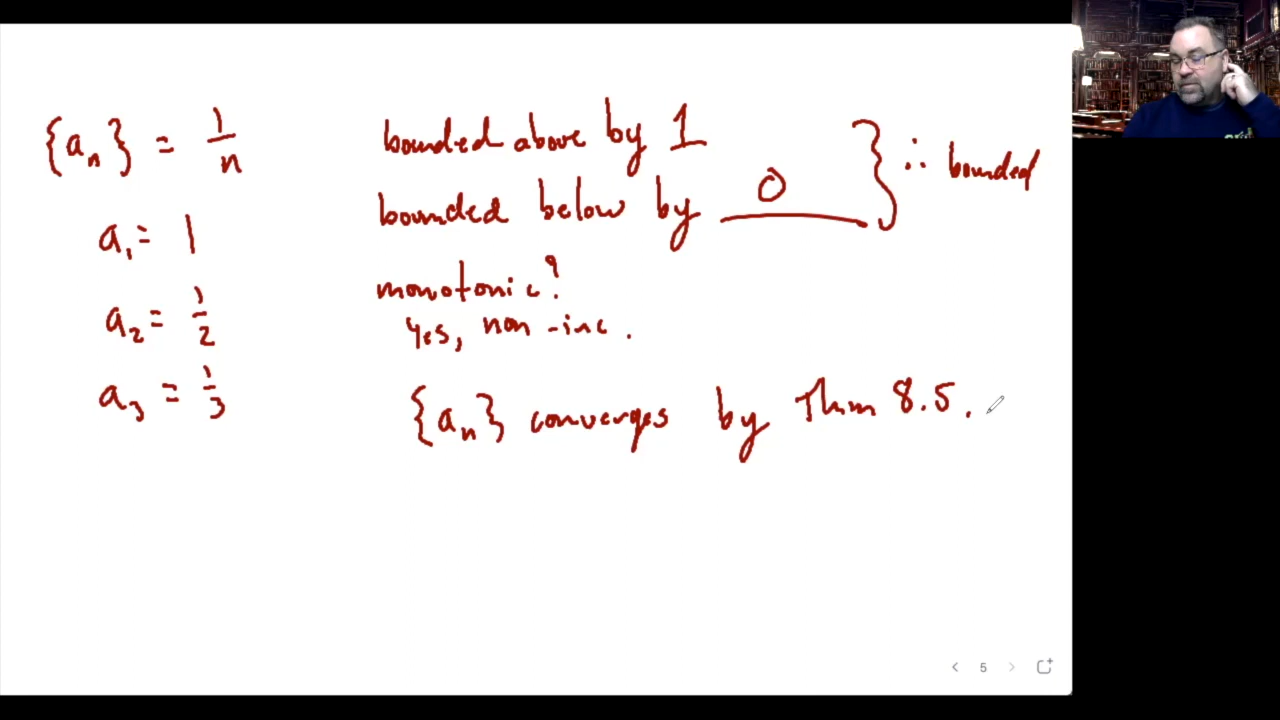 {aₙ} = 1/n
a₁ = 1
a₂ = 1/2
a₃ = 1/3
bounded above by 1
bounded below by 0
} ∴ bounded
monotonic?
Yes, non-inc.
{aₙ} converges by Thm 8.5.
< 5 >